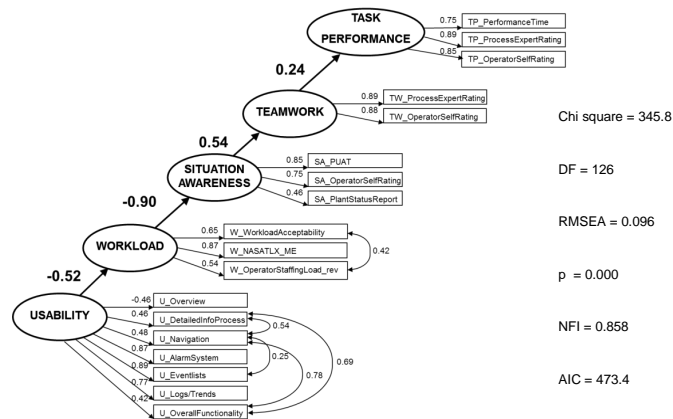 TASK
PERFORMANCE
0.75 TP_PerformanceTime
0.89 TP_ProcessExpertRating
0.85 TP_OperatorSelfRating
0.24
TEAMWORK
0.89 TW_ProcessExpertRating
0.88 TW_OperatorSelfRating
0.54
SITUATION
AWARENESS
0.85 SA_PUAT
0.75 SA_OperatorSelfRating
0.46 SA_PlantStatusReport
-0.90
WORKLOAD
0.65 W_WorkloadAcceptability
0.87 W_NASATLX_ME
0.54 W_OperatorStaffingLoad_rev
0.42
-0.52
USABILITY
-0.46 U_Overview
0.46 U_DetailedInfoProcess
0.48 U_Navigation
0.87 U_AlarmSystem
0.89 U_Eventlists
0.77 U_Logs/Trends
0.42 U_OverallFunctionality
0.54
0.25
0.69
0.78
Chi square = 345.8
DF = 126
RMSEA = 0.096
p = 0.000
NFI = 0.858
AIC = 473.4